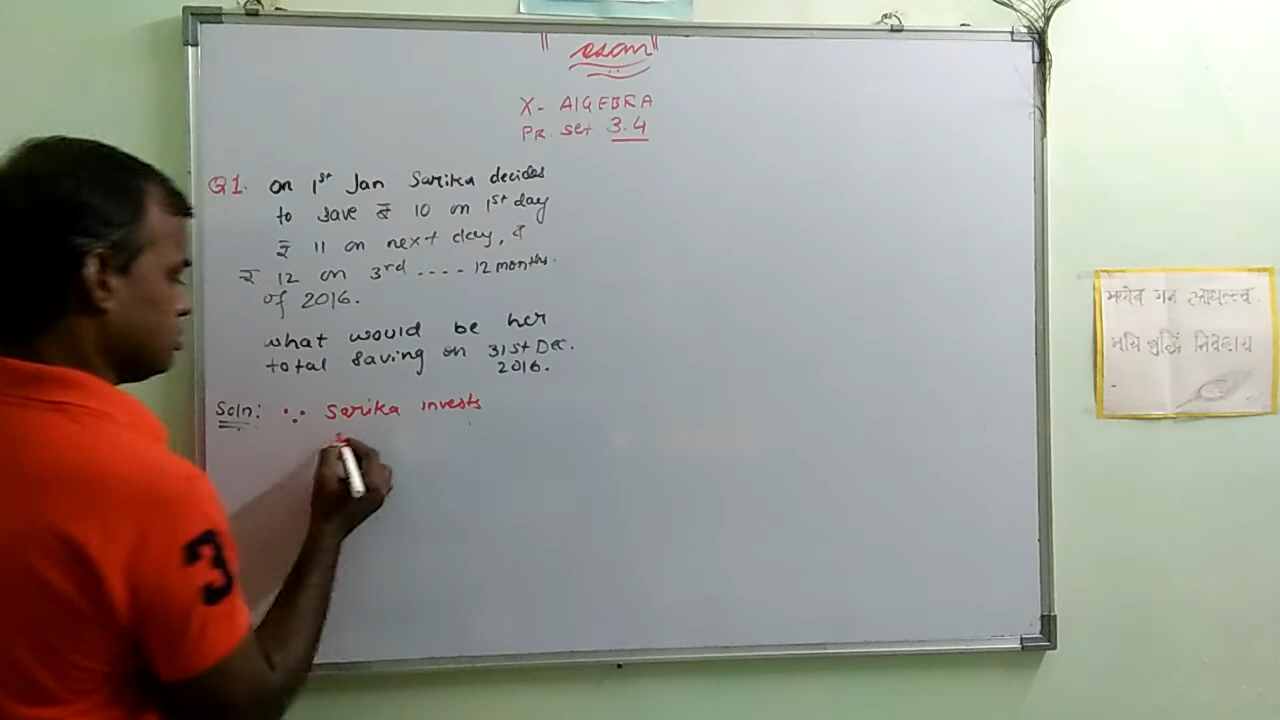 " exam "
X- AlGEBRA
PR. set 3.4
Q1. on 1st Jan Sarika decides
to save ₹ 10 on 1st day
₹ 11 on next day, &
₹ 12 on 3rd .... 12 months.
of 2016.
what would be her
total saving on 31st Dec.
2016.
Soln: ∵ Sarika invests
3